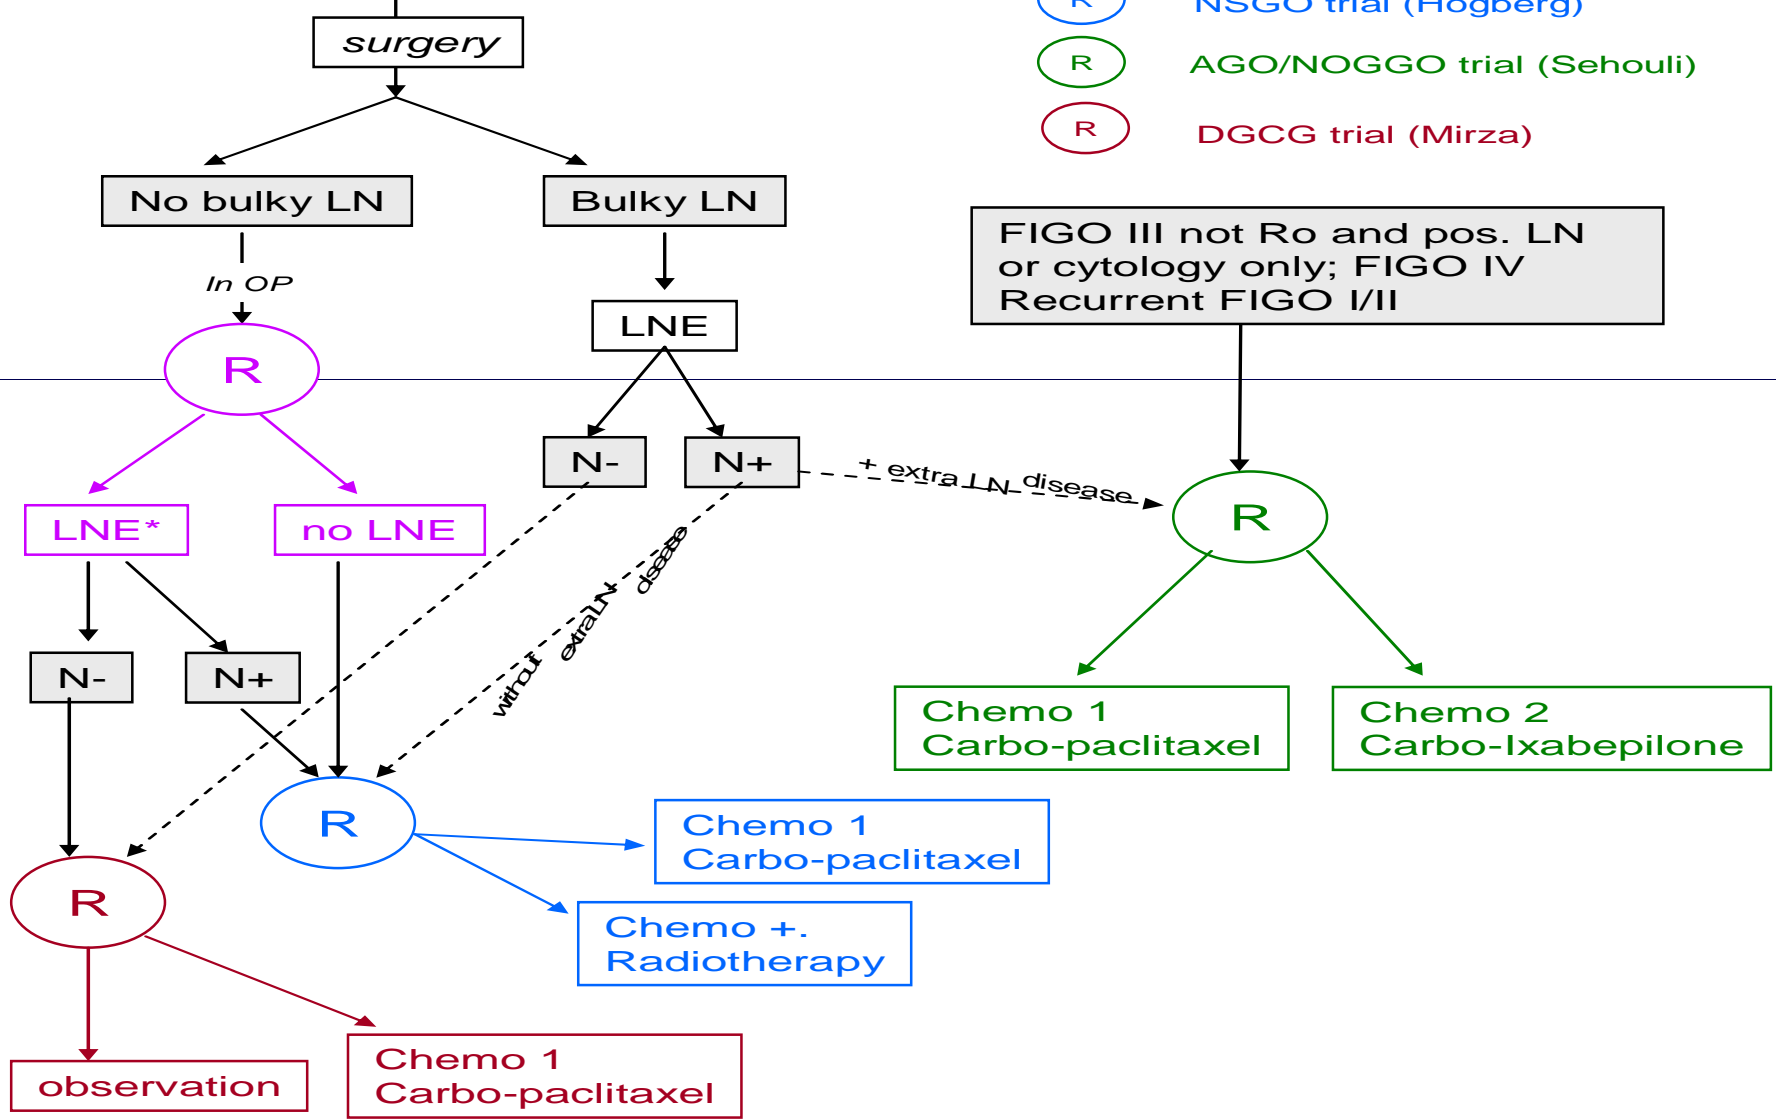 surgery
R NSGO trial (Hogberg)
R AGO/NOGGO trial (Sehouli)
R DGCG trial (Mirza)
No bulky LN
Bulky LN
FIGO III not Ro and pos. LN
or cytology only; FIGO IV
Recurrent FIGO I/II
In OP
LNE
R
N-
N+
+ extra LN disease
R
LNE*
no LNE
without extra LN disease
N-
N+
Chemo 1
Carbo-paclitaxel
Chemo 2
Carbo-Ixabepilone
R
Chemo 1
Carbo-paclitaxel
R
Chemo +.
Radiotherapy
observation
Chemo 1
Carbo-paclitaxel